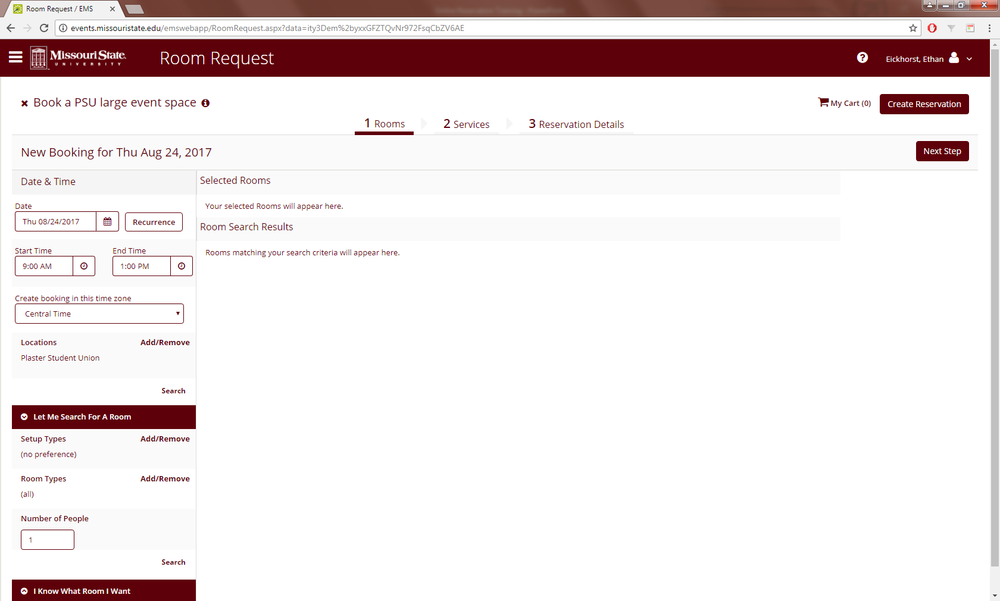 Room Request / EMS
events.missouristate.edu/emswebapp/RoomRequest.aspx?data=ity3Dem%2byxxGFZTQvNr972FsqCbZV6AE
Missouri State.
UNIVERSITY
Room Request
Eickhorst, Ethan
Book a PSU large event space
My Cart (0)
Create Reservation
1 Rooms
2 Services
3 Reservation Details
New Booking for Thu Aug 24, 2017
Next Step
Date & Time
Selected Rooms
Date
Your selected Rooms will appear here.
Thu 08/24/2017
Recurrence
Room Search Results
Start Time
End Time
Rooms matching your search criteria will appear here.
9:00 AM
1:00 PM
Create booking in this time zone
Central Time
Locations
Add/Remove
Plaster Student Union
Search
Let Me Search For A Room
Setup Types
Add/Remove
(no preference)
Room Types
Add/Remove
(all)
Number of People
1
Search
I Know What Room I Want